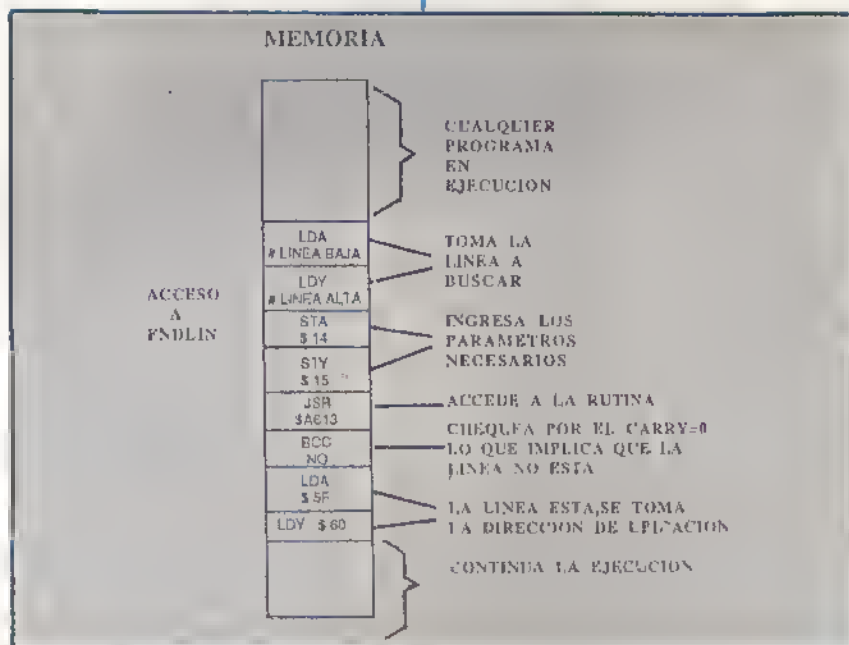 MEMORIA
CUALQUIER
PROGRAMA
EN
EJECUCION
LDA
# LINEA BAJA
LDY
# LINEA ALTA
TOMA LA
LINEA A
BUSCAR
ACCESO
A
FNDLIN
STA
$ 14
STY
$ 15
INGRESA LOS
PARAMETROS
NECESARIOS
JSR
$A613
ACCEDE A LA RUTINA
BCC
NO
CHEQUEA POR EL CARRY=0
LO QUE IMPLICA QUE LA
LINEA NO ESTA
LDA
$ 5F
LDY $ 60
LA LINEA ESTA,SE TOMA
LA DIRECCION DE
CONTINUA LA EJECUCION